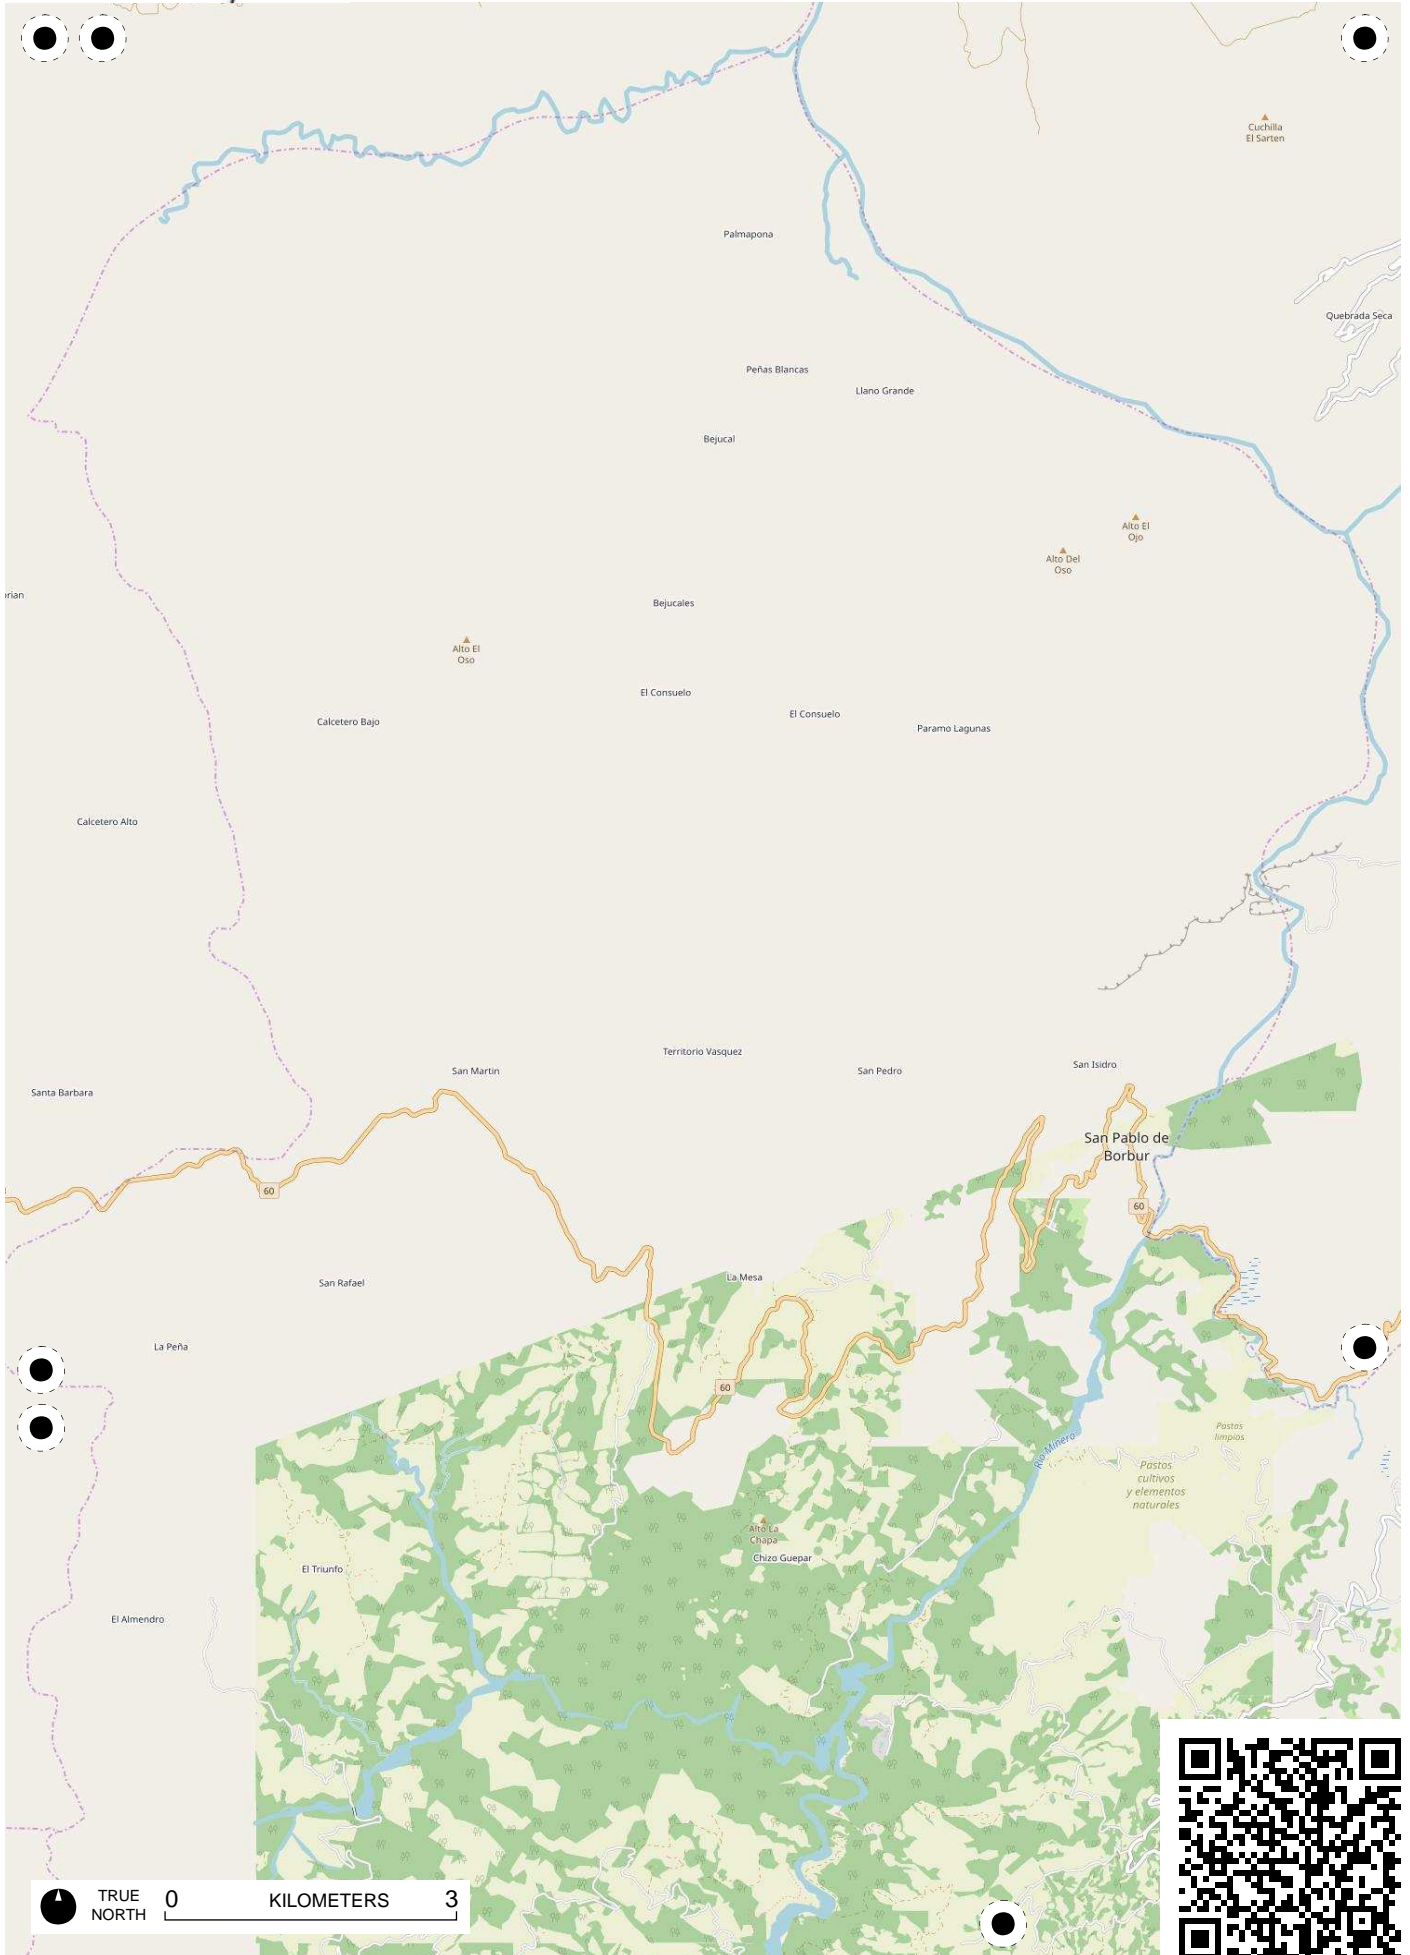 Cuchilla
El Sarten
Palmapona
Quebrada Seca
Peñas Blancas
Llano Grande
Bejucal
Alto El
Ojo
Alto Del
Oso
Bejucales
Alto El
Oso
El Consuelo
El Consuelo
Calcetero Bajo
Paramo Lagunas
Calcetero Alto
Territorio Vasquez
San Martin
San Pedro
San Isidro
Santa Barbara
San Pablo de
Borbur
60
60
San Rafael
La Mesa
La Peña
60
Pastos
limpios
Río Minero
Pastos
cultivos
y elementos
naturales
Alto La
Chapa
Chizo Guepar
El Triunfo
El Almendro
TRUE
NORTH
0 KILOMETERS 3